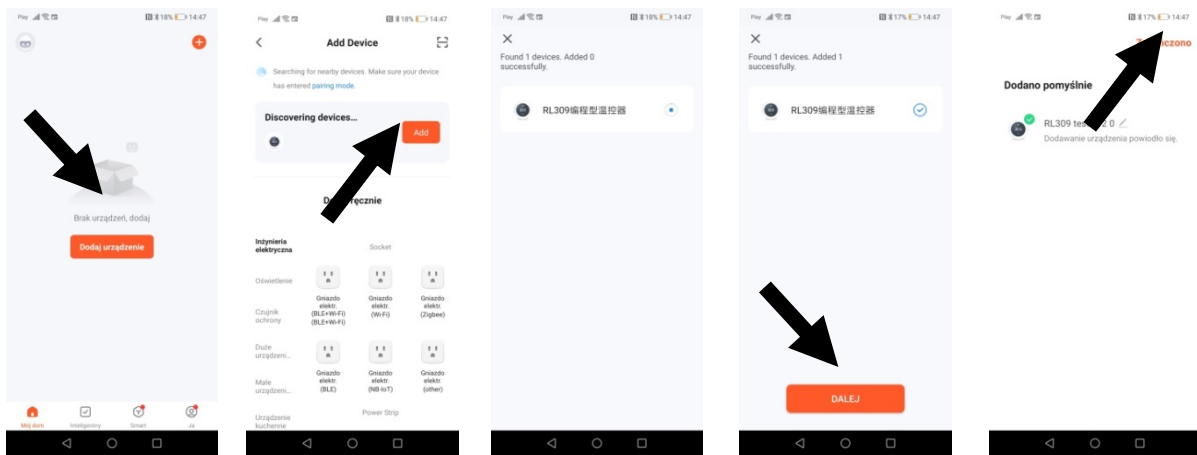 Play 18% 14:47
Brak urządzeń, dodaj
Dodaj urządzenie
Mój dom Inteligentny Smart Ja
Play 18% 14:47
Add Device
Searching for nearby devices. Make sure your device
has entered pairing mode.
Discovering devices...
Add
Inżynieria
elektryczna
Socket
Oświetlenie
Gniazdo
elektr.
(BLE+Wi-Fi)
(BLE+Wi-Fi)
Gniazdo
elektr.
(Wi-Fi)
Gniazdo
elektr.
(Zigbee)
Czujnik
ochrony
Duże
urządzeni...
Gniazdo
elektr.
(BLE)
Gniazdo
elektr.
(NB-IoT)
Gniazdo
elektr.
(other)
Małe
urządzeni...
Power Strip
Urządzenie
kuchenne
Play 18% 14:47
Found 1 devices. Added 0
successfully.
RL309编程型温控器
Play 17% 14:47
Found 1 devices. Added 1
successfully.
RL309编程型温控器
DALEJ
Play 17% 14:47
Dodano pomyślnie
RL309
Dodawanie urządzenia powiodło się.